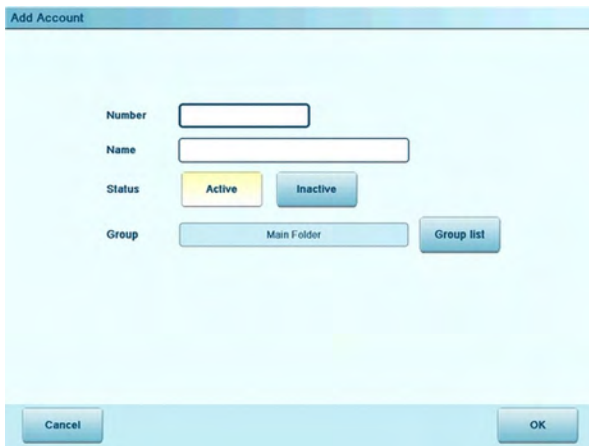 Add Account
Number
Name
Status Active Inactive
Group Main Folder Group list
Cancel OK